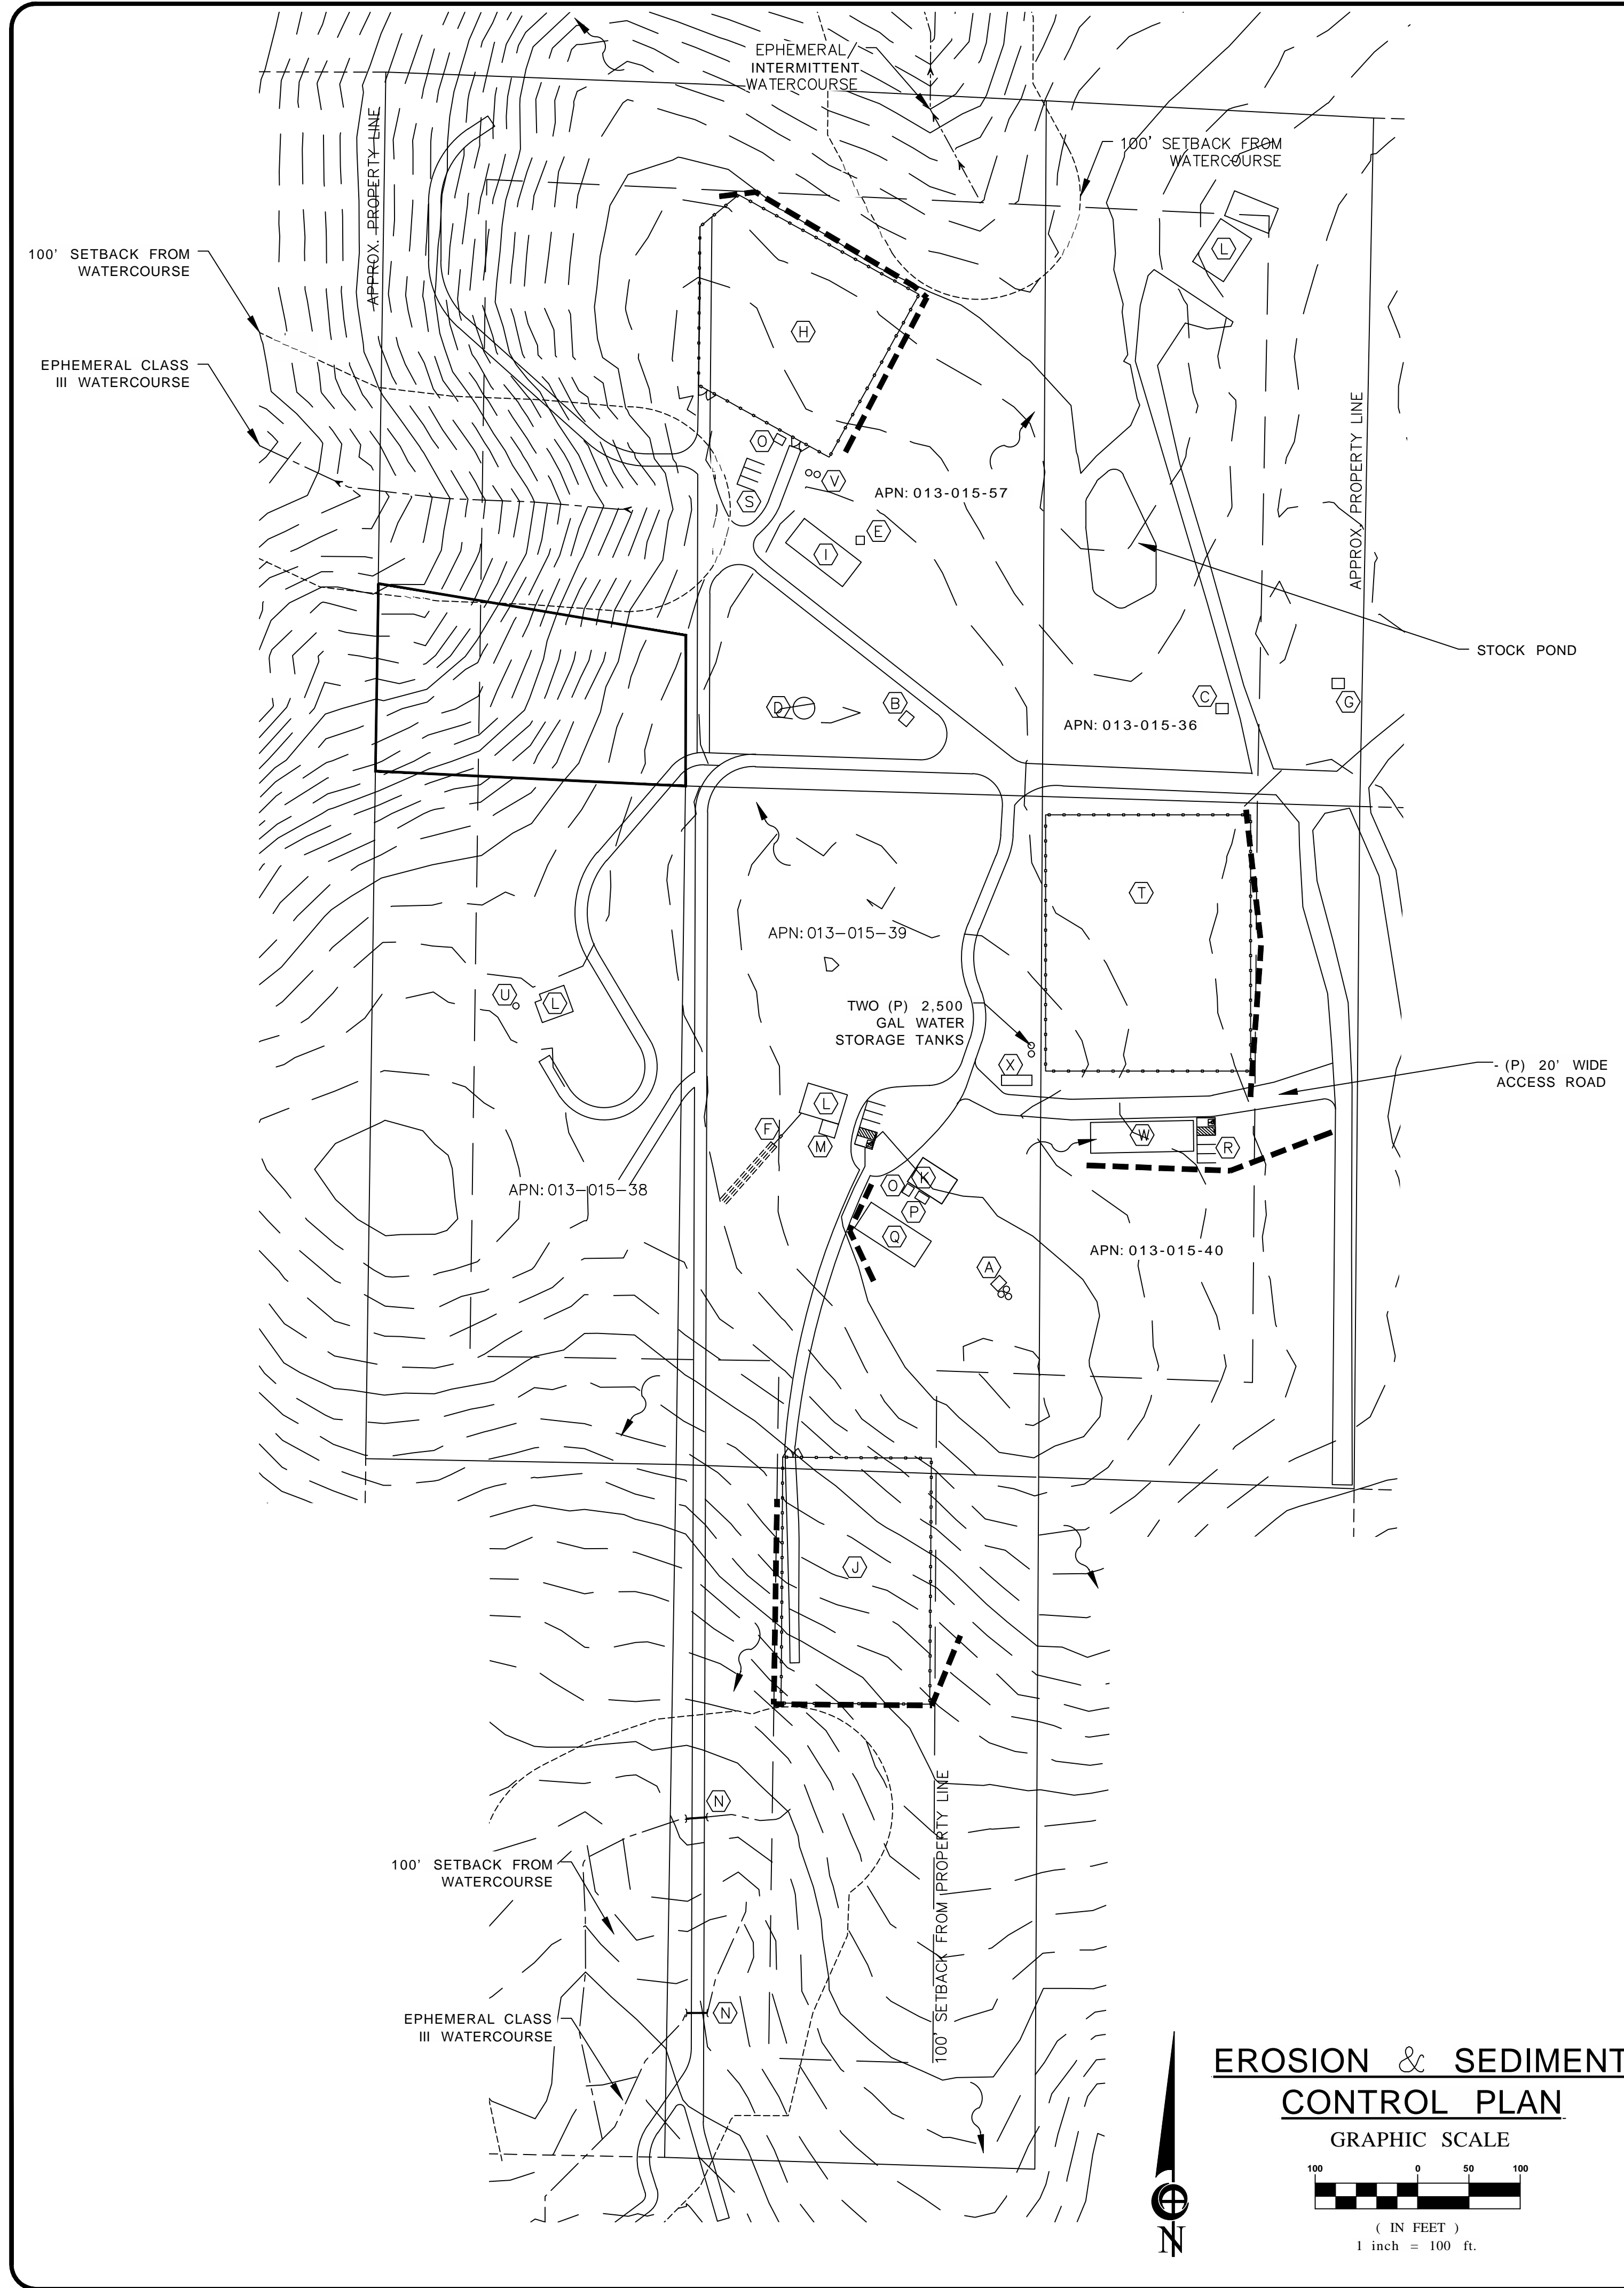 EPHEMERAL/
INTERMITTENT
WATERCOURSE
100' SETBACK FROM
WATERCOURSE
APPROX. PROPERTY LINE
L
100' SETBACK FROM
WATERCOURSE
H
EPHEMERAL CLASS
III WATERCOURSE
APPROX. PROPERTY LINE
O
V
S
APN: 013-015-57
E
I
STOCK POND
D
B
C
G
APN: 013-015-36
T
APN: 013-015-39
U
L
TWO (P) 2,500
GAL WATER
STORAGE TANKS
X
(P) 20' WIDE
ACCESS ROAD
L
F
M
W
R
APN: 013-015-38
O
K
P
Q
APN: 013-015-40
A
J
N
100' SETBACK FROM
WATERCOURSE
100' SETBACK FROM PROPERTY LINE
N
EPHEMERAL CLASS
III WATERCOURSE
N
EROSION & SEDIMENT
CONTROL PLAN
GRAPHIC SCALE
100 0 50 100
( IN FEET )
1 inch = 100 ft.